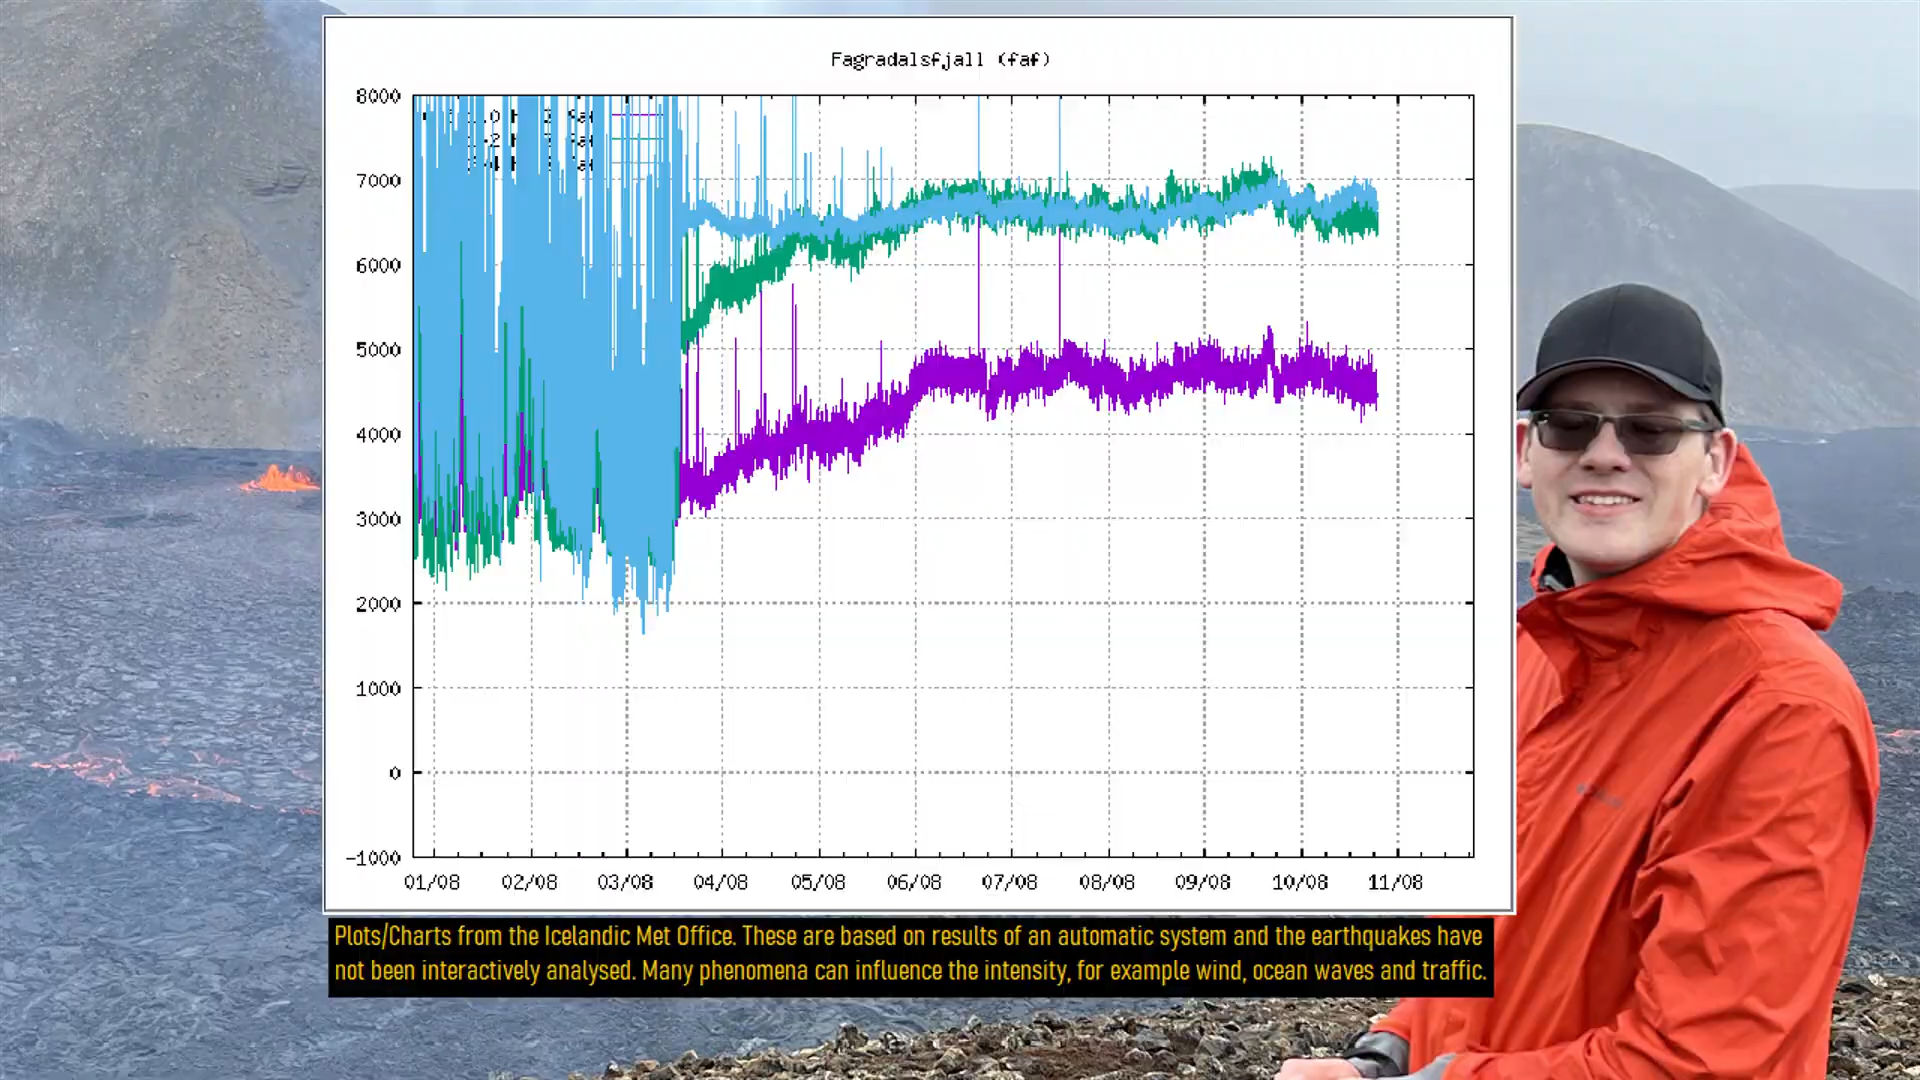 Fagradalsfjall (faf)
8000
7000
6000
5000
4000
3000
2000
1000
0
-1000
01/08 02/08 03/08 04/08 05/08 06/08 07/08 08/08 09/08 10/08 11/08
Plots/Charts from the Icelandic Met Office. These are based on results of an automatic system and the earthquakes have
not been interactively analysed. Many phenomena can influence the intensity, for example wind, ocean waves and traffic.